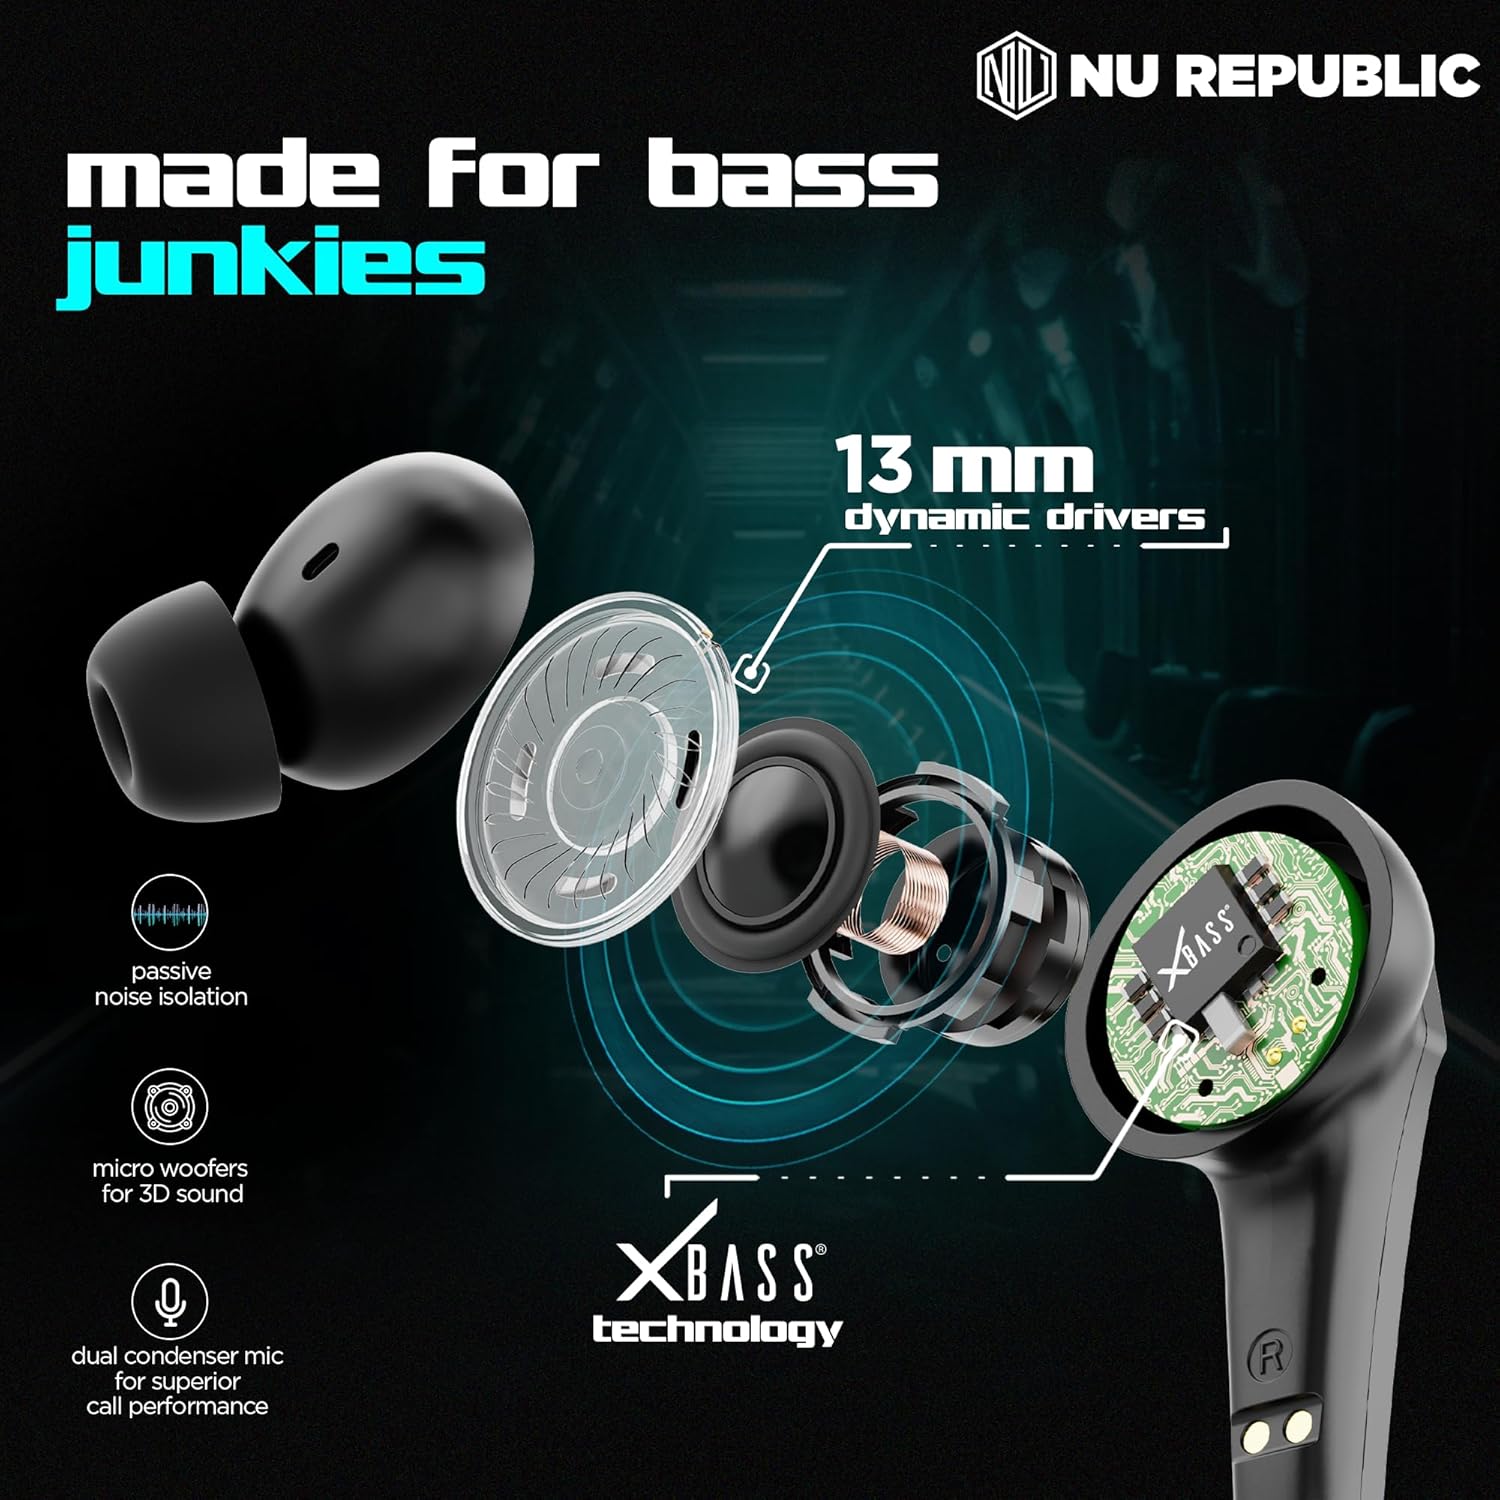 NU REPUBLIC
made for bass
junkies
13 mm
dynamic drivers
passive
noise isolation
XBASS®
micro woofers
for 3D sound
XBASS®
technology
dual condenser mic
for superior
call performance
R